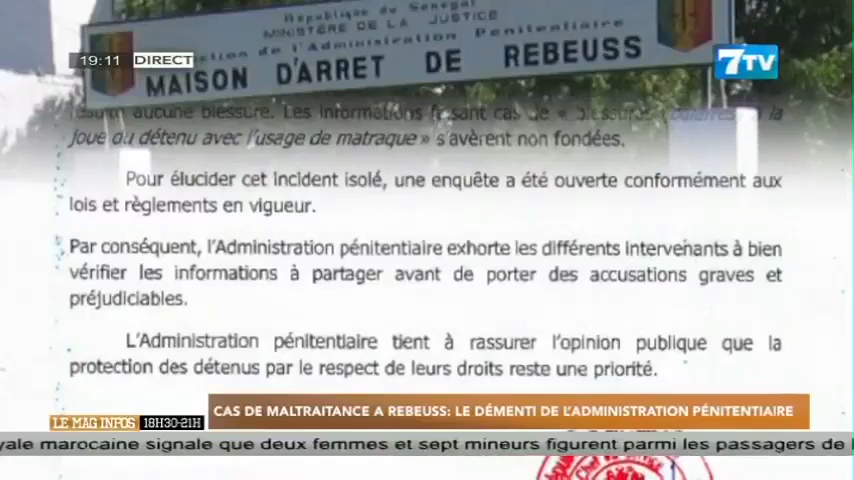 République du Sénégal
MINISTÈRE DE LA JUSTICE
de l'Administration Pénitentiaire
MAISON D'ARRET DE REBEUSS
19:11 DIRECT
7TV
aucune blessure. Les informations cas de «
joue du détenu avec l'usage de matraque » s'avèrent non fondées.
Pour élucider cet incident isolé, une enquête a été ouverte conformément aux
lois et règlements en vigueur.
Par conséquent, l'Administration pénitentiaire exhorte les différents intervenants à bien
vérifier les informations à partager avant de porter des accusations graves et
préjudiciables.
L'Administration pénitentiaire tient à rassurer l'opinion publique que la
protection des détenus par le respect de leurs droits reste une priorité.
CAS DE MALTRAITANCE A REBEUSS: LE DÉMENTI DE L'ADMINISTRATION PÉNITENTIAIRE
LE MAG INFOS 18H30-21H
yale marocaine signale que deux femmes et sept mineurs figurent parmi les passagers de l